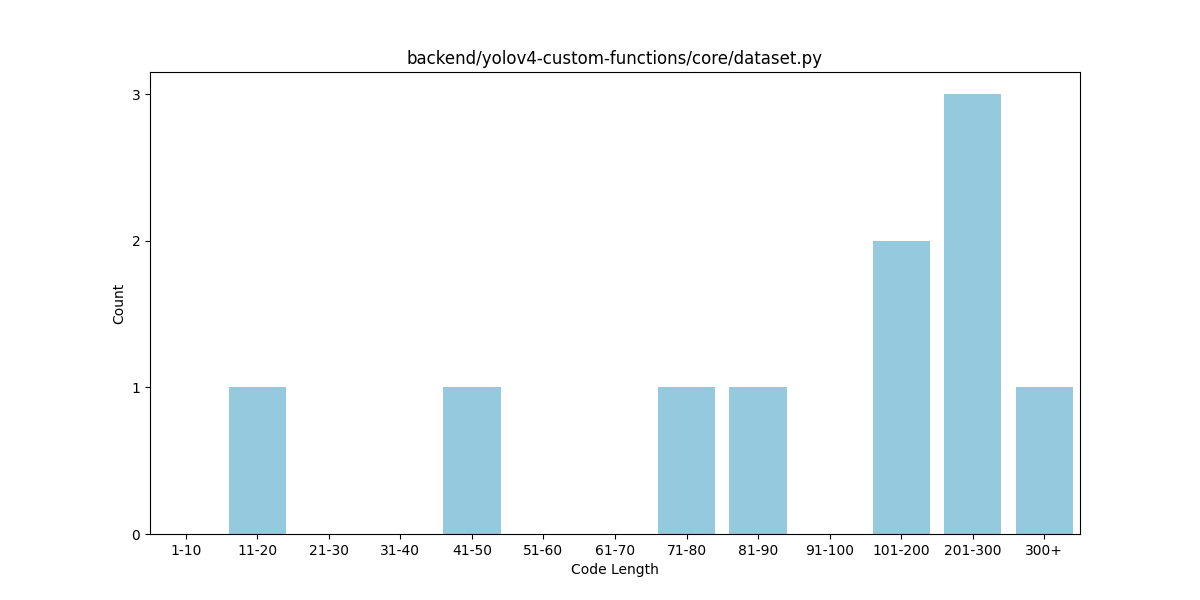 backend/yolov4-custom-functions/core/dataset.py
Count
3
2
1
0
1-10 11-20 21-30 31-40 41-50 51-60 61-70 71-80 81-90 91-100 101-200 201-300 300+
Code Length